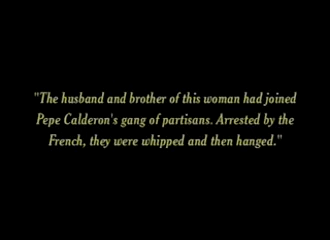 "The husband and brother of this woman had joined
Pepe Calderon's gang of partisans. Arrested by the
French, they were whipped and then hanged."